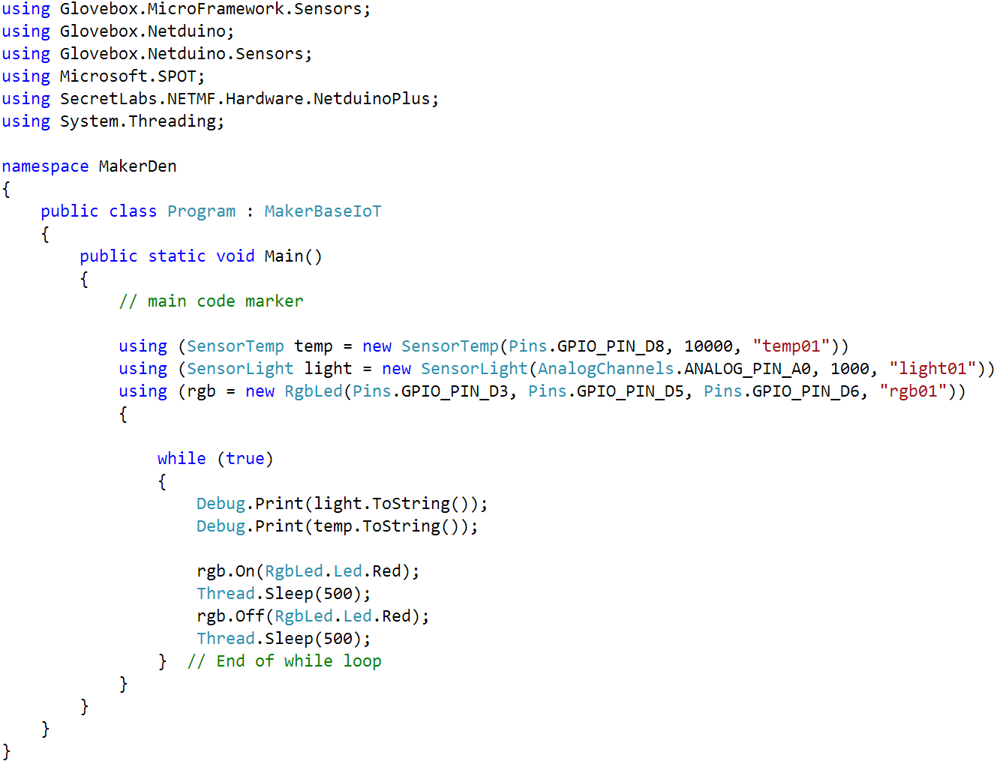 using Glovebox.MicroFramework.Sensors;
using Glovebox.Netduino;
using Glovebox.Netduino.Sensors;
using Microsoft.SPOT;
using SecretLabs.NETMF.Hardware.NetduinoPlus;
using System.Threading;

namespace MakerDen
{
    public class Program : MakerBaseIoT
    {
        public static void Main()
        {
            // main code marker

            using (SensorTemp temp = new SensorTemp(Pins.GPIO_PIN_D8, 10000, "temp01"))
            using (SensorLight light = new SensorLight(AnalogChannels.ANALOG_PIN_A0, 1000, "light01"))
            using (rgb = new RgbLed(Pins.GPIO_PIN_D3, Pins.GPIO_PIN_D5, Pins.GPIO_PIN_D6, "rgb01"))
            {

                while (true)
                {
                    Debug.Print(light.ToString());
                    Debug.Print(temp.ToString());

                    rgb.On(RgbLed.Led.Red);
                    Thread.Sleep(500);
                    rgb.Off(RgbLed.Led.Red);
                    Thread.Sleep(500);
                }  // End of while loop
            }
        }
    }
}